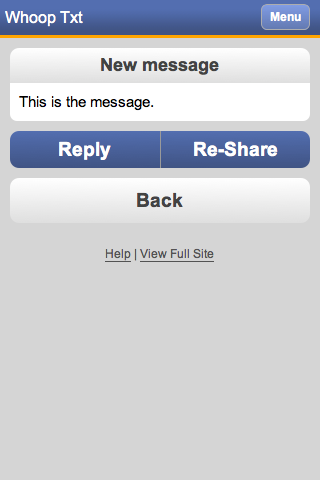 Whoop Txt Menu
New message
This is the message.
Reply Re-Share
Back
Help | View Full Site